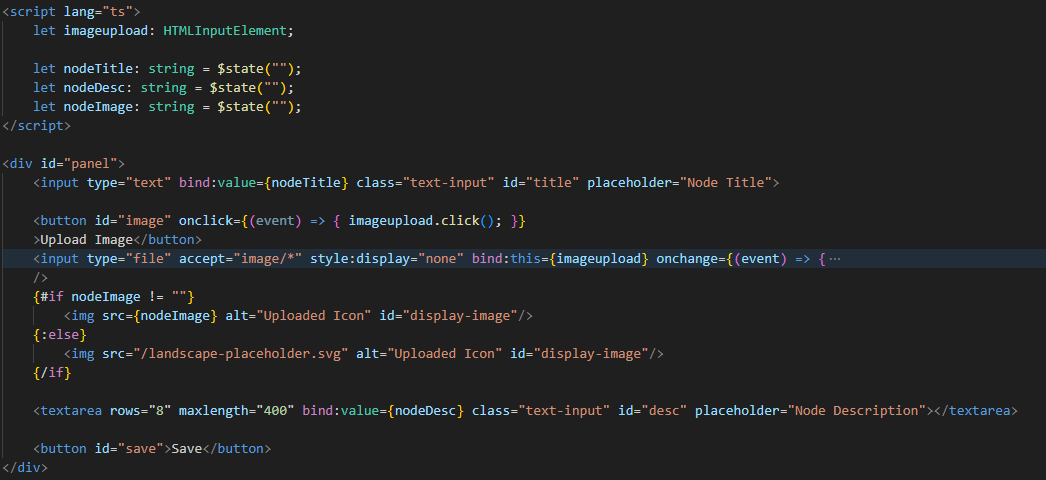 <script lang="ts">
    let imageupload: HTMLInputElement;

    let nodeTitle: string = $state("");
    let nodeDesc: string = $state("");
    let nodeImage: string = $state("");
</script>

<div id="panel">
    <input type="text" bind:value={nodeTitle} class="text-input" id="title" placeholder="Node Title">

    <button id="image" onclick={(event) => { imageupload.click(); }}
    >Upload Image</button>
    <input type="file" accept="image/*" style:display="none" bind:this={imageupload} onchange={(event) => {···
    />
    {#if nodeImage != ""}
        <img src={nodeImage} alt="Uploaded Icon" id="display-image"/>
    {:else}
        <img src="/landscape-placeholder.svg" alt="Uploaded Icon" id="display-image"/>
    {/if}

    <textarea rows="8" maxlength="400" bind:value={nodeDesc} class="text-input" id="desc" placeholder="Node Description"></textarea>

    <button id="save">Save</button>
</div>